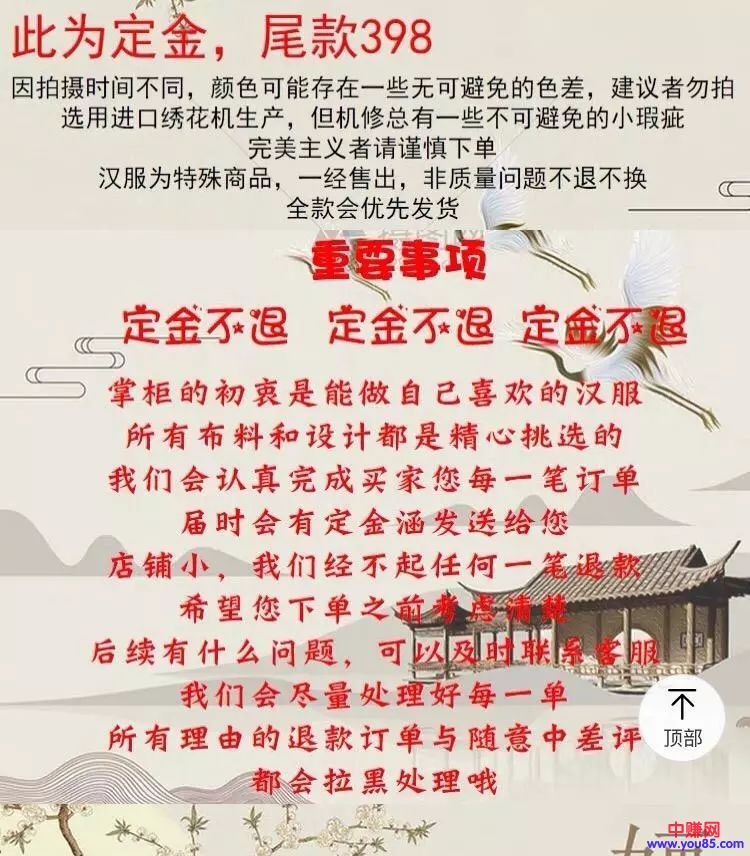 此为定金，尾款398
因拍摄时间不同，颜色可能存在一些无可避免的色差，建议者勿拍
选用进口绣花机生产，但机修总有一些不可避免的小瑕疵
完美主义者请谨慎下单
汉服为特殊商品，一经售出，非质量问题不退不换
全款会优先发货
重要事项
定金不退 定金不退 定金不退
掌柜的初衷是能做自己喜欢的汉服
所有布料和设计都是精心挑选的
我们会认真完成买家您每一笔订单
届时会有定金涵发送给您
店铺小，我们经不起任何一笔退款
希望您下单之前考虑清楚
后续有什么问题，可以及时联系客服
我们会尽量处理好每一单
顶部
所有理由的退款订单与随意中差评
都会拉黑处理哦
中赚网
www.you85.com